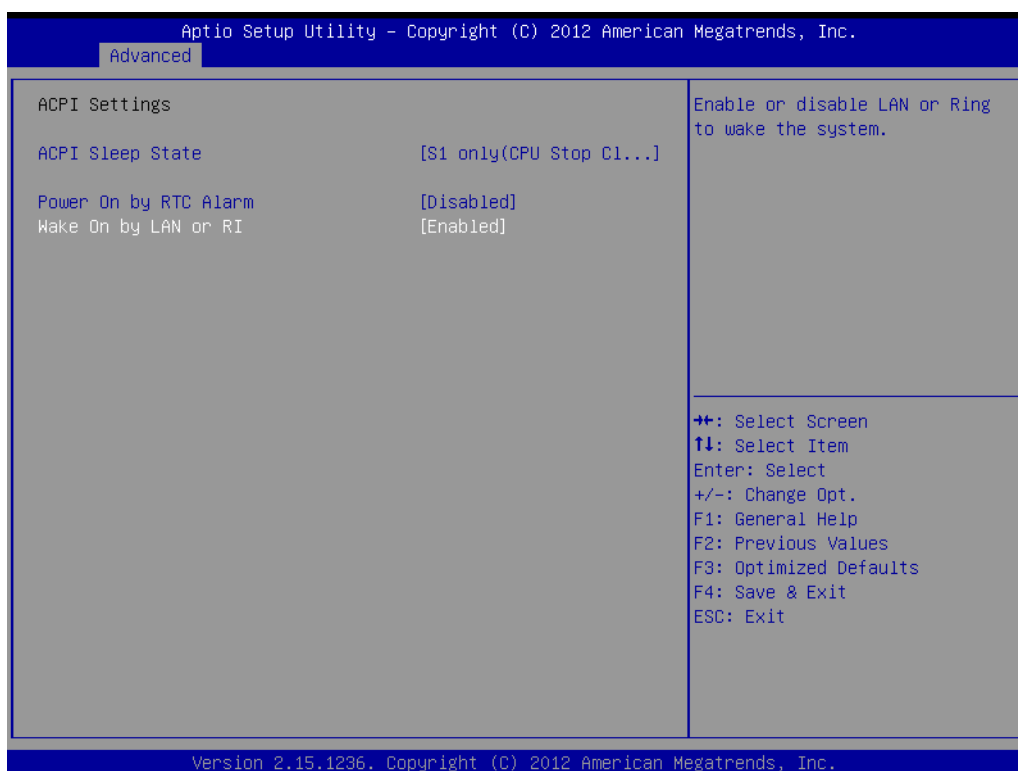 Aptio Setup Utility – Copyright (C) 2012 American Megatrends, Inc.
Advanced
ACPI Settings
ACPI Sleep State [S1 only(CPU Stop Cl...]
Power On by RTC Alarm [Disabled]
Wake On by LAN or RI [Enabled]
Enable or disable LAN or Ring
to wake the system.
→←: Select Screen
↑↓: Select Item
Enter: Select
+/-: Change Opt.
F1: General Help
F2: Previous Values
F3: Optimized Defaults
F4: Save & Exit
ESC: Exit
Version 2.15.1236. Copyright (C) 2012 American Megatrends, Inc.